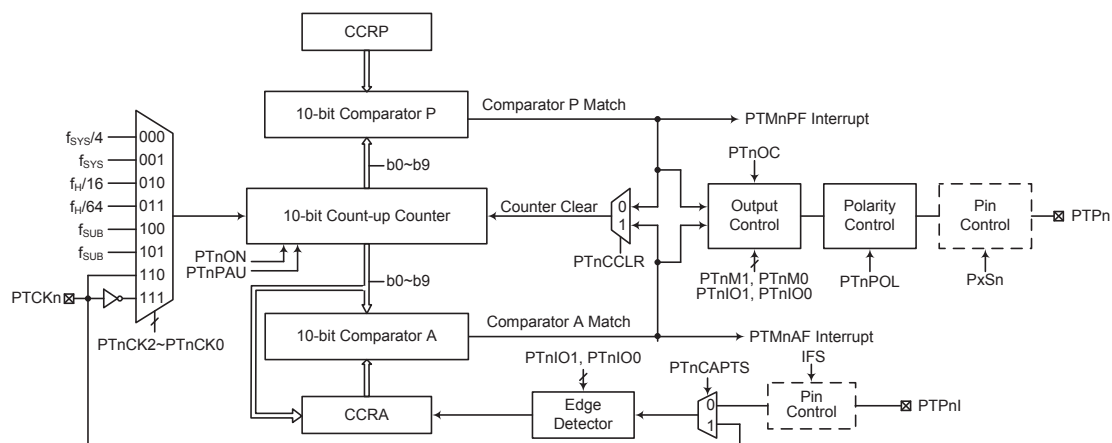 CCRP
10-bit Comparator P
Comparator P Match
PTMnPF Interrupt
b0~b9
fSYS/4
000
fSYS
001
fH/16
010
fH/64
011
fSUB
100
fSUB
101
110
111
PTCKn
PTnCK2~PTnCK0
10-bit Count-up Counter
PTnON
PTnPAU
Counter Clear
0
1
PTnCCLR
PTnOC
Output
Control
PTnM1, PTnM0
PTnIO1, PTnIO0
Polarity
Control
PTnPOL
Pin
Control
PxSn
PTPn
b0~b9
10-bit Comparator A
Comparator A Match
PTMnAF Interrupt
CCRA
PTnIO1, PTnIO0
Edge
Detector
PTnCAPTS
0
1
IFS
Pin
Control
PTPnI